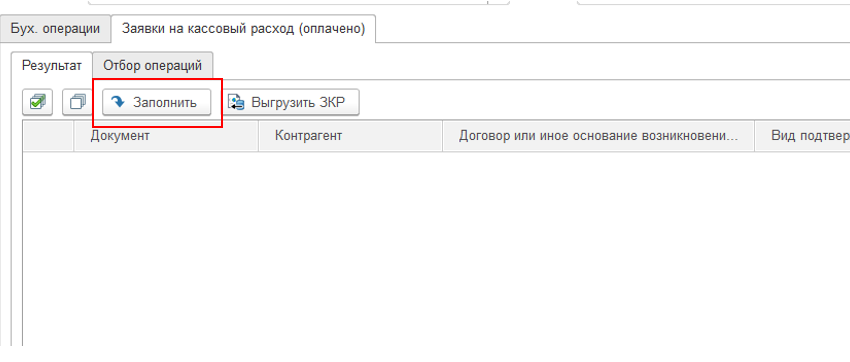 Бух. операции Заявки на кассовый расход (оплачено)
Результат Отбор операций
Заполнить Выгрузить ЗКР
Документ Контрагент Договор или иное основание возникновени... Вид подтвер